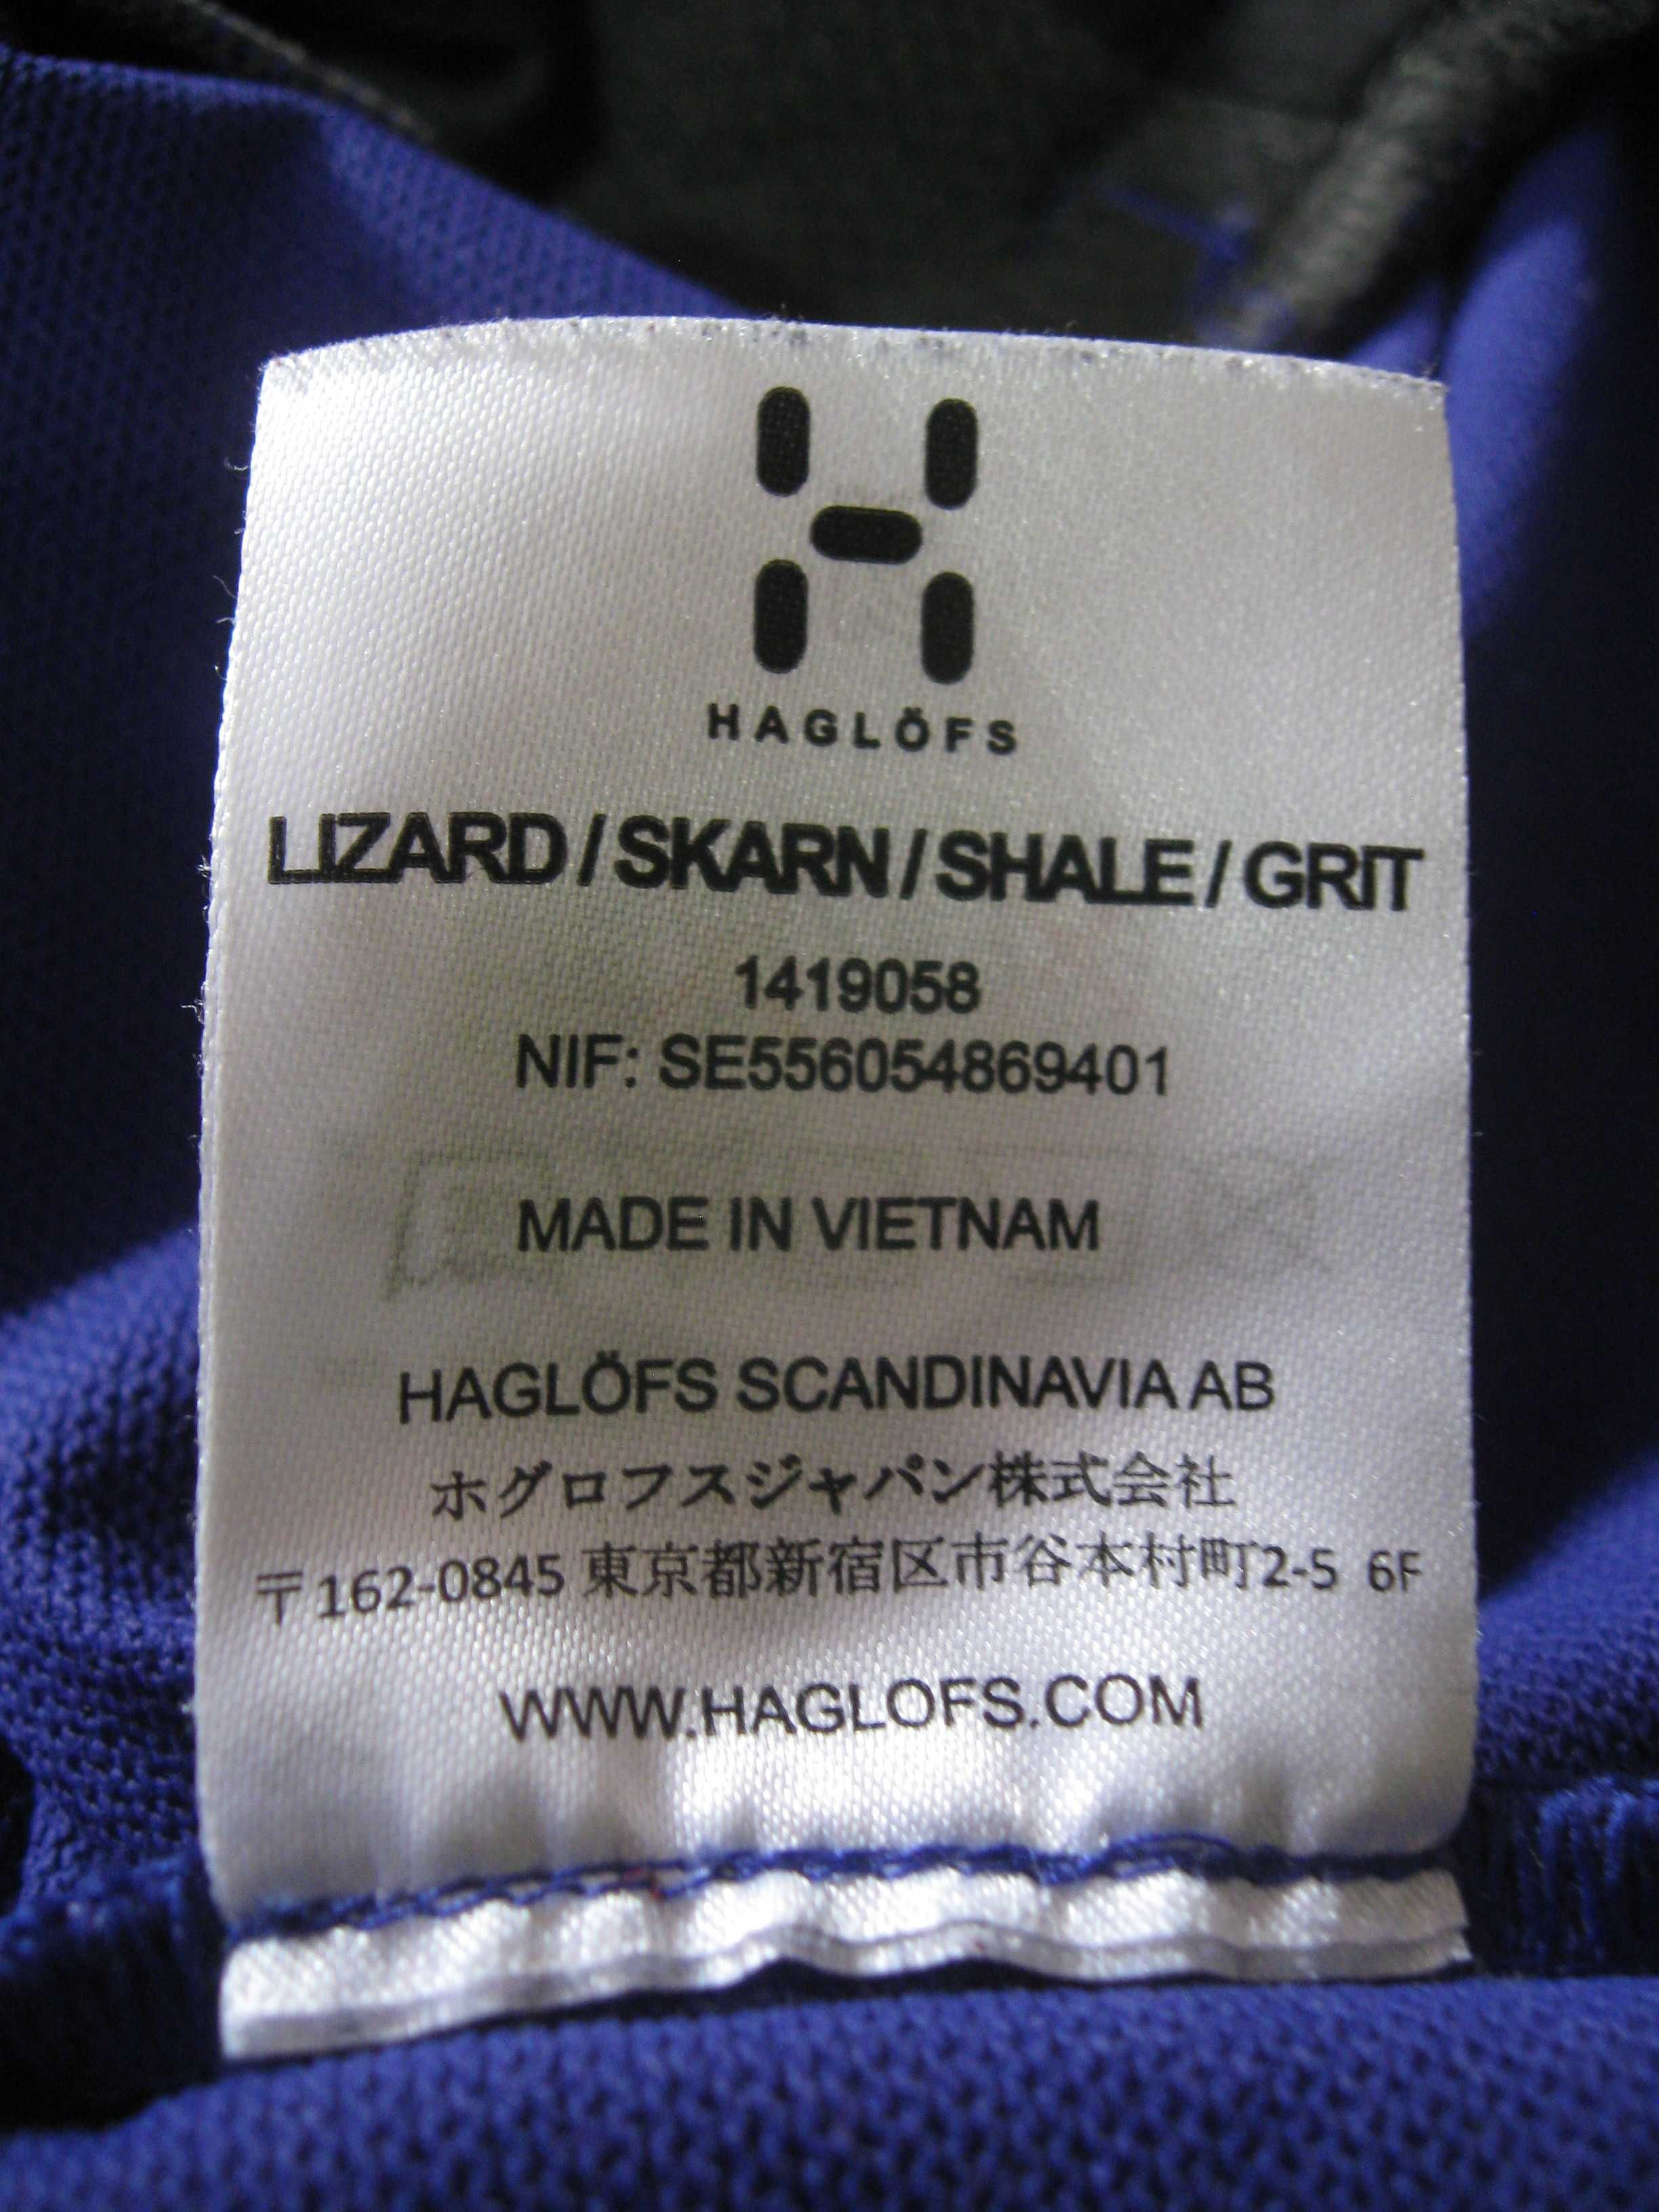 HAGLÖFS
LIZARD / SKARN / SHALE / GRIT
1419058
NIF: SE556054869401
MADE IN VIETNAM
HAGLÖFS SCANDINAVIA AB
ホグロフスジャパン株式会社
〒162-0845 東京都新宿区市谷本村町2-5 6F
WWW.HAGLOFS.COM